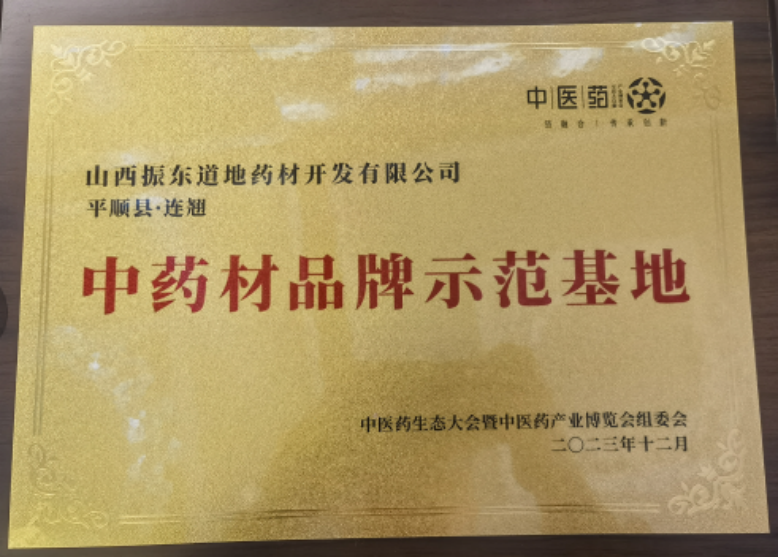 中医药
山西振东道地药材开发有限公司
平顺县·连翘
中药材品牌示范基地
中医药生态大会暨中医药产业博览会组委会
二〇二三年十二月